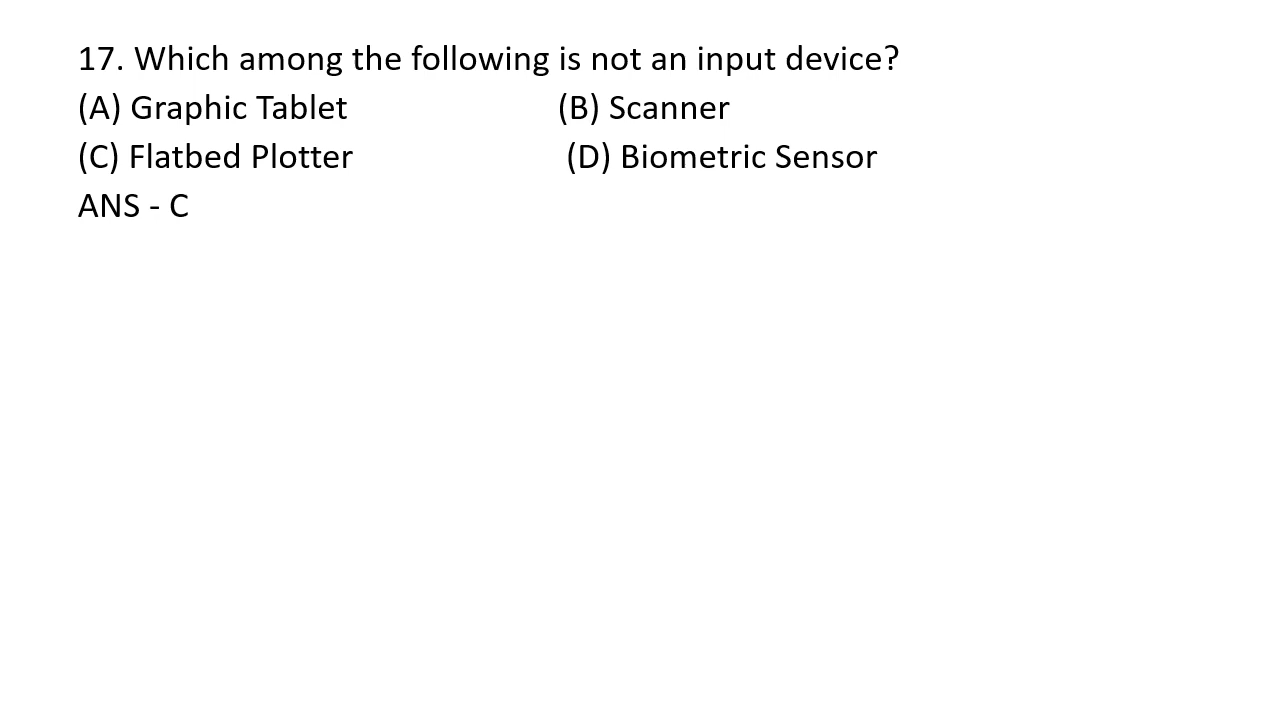 17. Which among the following is not an input device?
(A) Graphic Tablet (B) Scanner
(C) Flatbed Plotter (D) Biometric Sensor
ANS - C